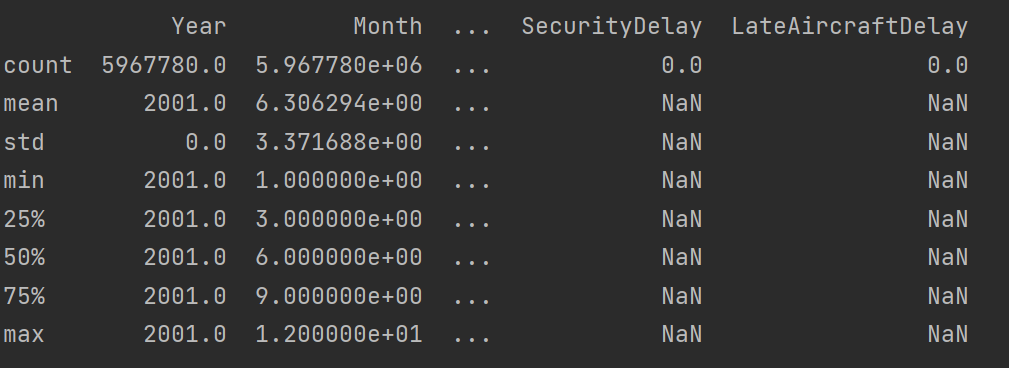 Year Month ... SecurityDelay LateAircraftDelay
count 5967780.0 5.967780e+06 ... 0.0 0.0
mean 2001.0 6.306294e+00 ... NaN NaN
std 0.0 3.371688e+00 ... NaN NaN
min 2001.0 1.000000e+00 ... NaN NaN
25% 2001.0 3.000000e+00 ... NaN NaN
50% 2001.0 6.000000e+00 ... NaN NaN
75% 2001.0 9.000000e+00 ... NaN NaN
max 2001.0 1.200000e+01 ... NaN NaN